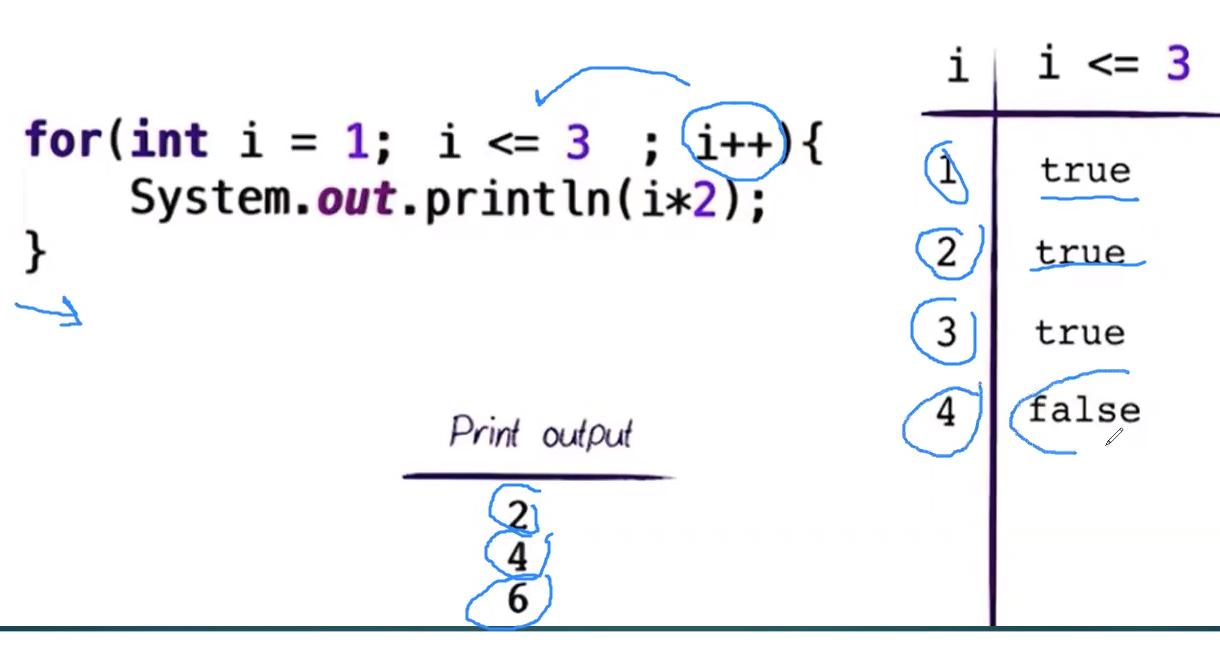 for(int i = 1; i <= 3 ; i++){
System.out.println(i*2);
}
i i <= 3
1 true
2 true
3 true
4 false
Print output
2
4
6